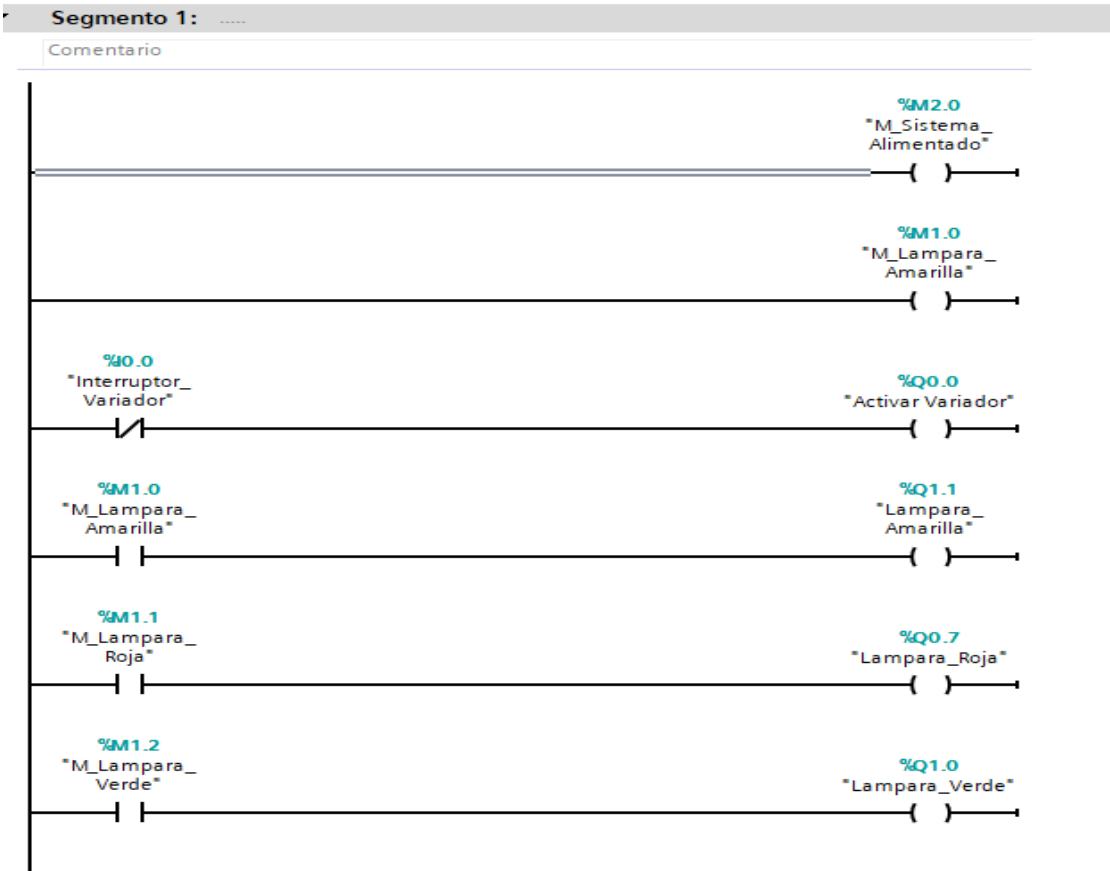 Segmento 1: .....
Comentario
%M2.0
"M_Sistema_
Alimentado"
%M1.0
"M_Lampara_
Amarilla"
%I0.0
"Interruptor_
Variador"
%Q0.0
"Activar Variador"
%M1.0
"M_Lampara_
Amarilla"
%Q1.1
"Lampara_
Amarilla"
%M1.1
"M_Lampara_
Roja"
%Q0.7
"Lampara_Roja"
%M1.2
"M_Lampara_
Verde"
%Q1.0
"Lampara_Verde"